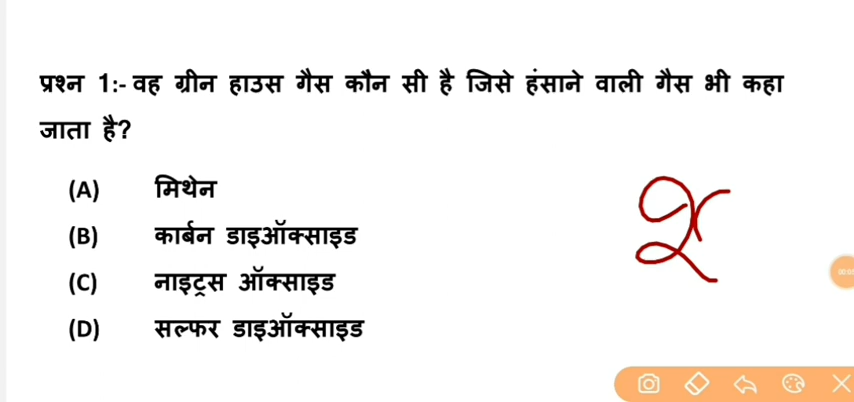 प्रश्न 1:- वह ग्रीन हाउस गैस कौन सी है जिसे हंसाने वाली गैस भी कहा
जाता है?
(A) मिथेन
(B) कार्बन डाइऑक्साइड
(C) नाइट्रस ऑक्साइड
(D) सल्फर डाइऑक्साइड